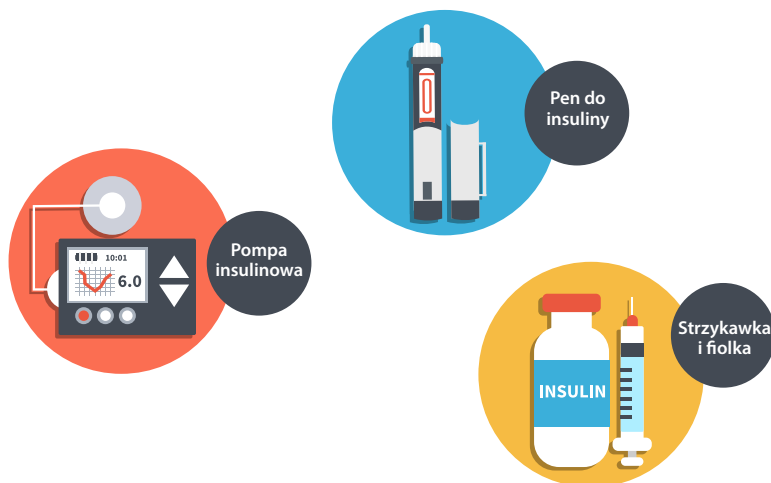 Pen do
insuliny
Pompa
insulinowa
10:01
6.0
Strzykawka
i fiolka
INSULIN